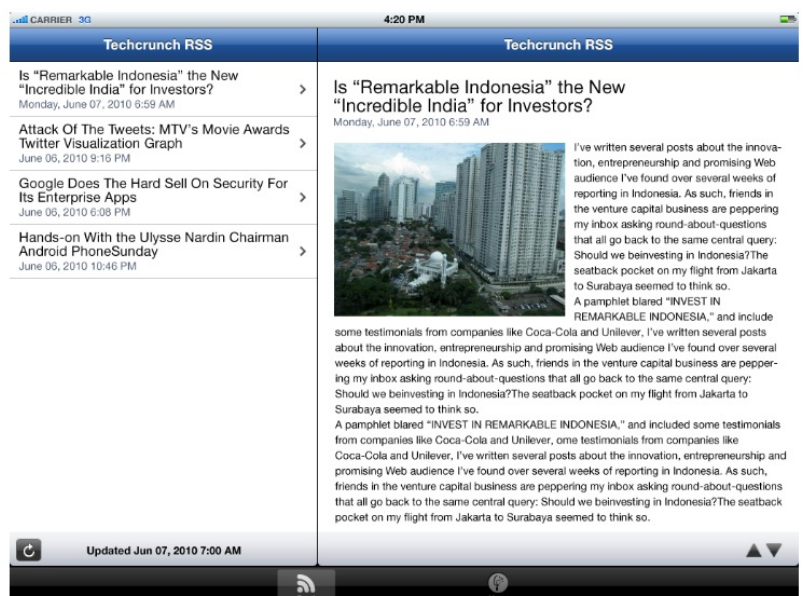 CARRIER 3G
4:20 PM
Techcrunch RSS
Is “Remarkable Indonesia” the New
“Incredible India” for Investors?
Monday, June 07, 2010 6:59 AM
Attack Of The Tweets: MTV's Movie Awards
Twitter Visualization Graph
June 06, 2010 9:16 PM
Google Does The Hard Sell On Security For
Its Enterprise Apps
June 06, 2010 6:08 PM
Hands-on With the Ulysse Nardin Chairman
Android PhoneSunday
June 06, 2010 10:46 PM
Updated Jun 07, 2010 7:00 AM
Techcrunch RSS
Is “Remarkable Indonesia” the New
“Incredible India” for Investors?
Monday, June 07, 2010 6:59 AM
I've written several posts about the innova-
tion, entrepreneurship and promising Web
audience I've found over several weeks of
reporting in Indonesia. As such, friends in
the venture capital business are peppering
my inbox asking round-about-questions
that all go back to the same central query:
Should we beinvesting in Indonesia?The
seatback pocket on my flight from Jakarta
to Surabaya seemed to think so.
A pamphlet blared “INVEST IN
REMARKABLE INDONESIA,” and include
some testimonials from companies like Coca-Cola and Unilever, I've written several posts
about the innovation, entrepreneurship and promising Web audience I've found over several
weeks of reporting in Indonesia. As such, friends in the venture capital business are pepper-
ing my inbox asking round-about-questions that all go back to the same central query:
Should we beinvesting in Indonesia?The seatback pocket on my flight from Jakarta to
Surabaya seemed to think so.
A pamphlet blared “INVEST IN REMARKABLE INDONESIA,” and included some testimonials
from companies like Coca-Cola and Unilever, ome testimonials from companies like
Coca-Cola and Unilever, I've written several posts about the innovation, entrepreneurship and
promising Web audience I've found over several weeks of reporting in Indonesia. As such,
friends in the venture capital business are peppering my inbox asking round-about-questions
that all go back to the same central query: Should we beinvesting in Indonesia?The seatback
pocket on my flight from Jakarta to Surabaya seemed to think so.